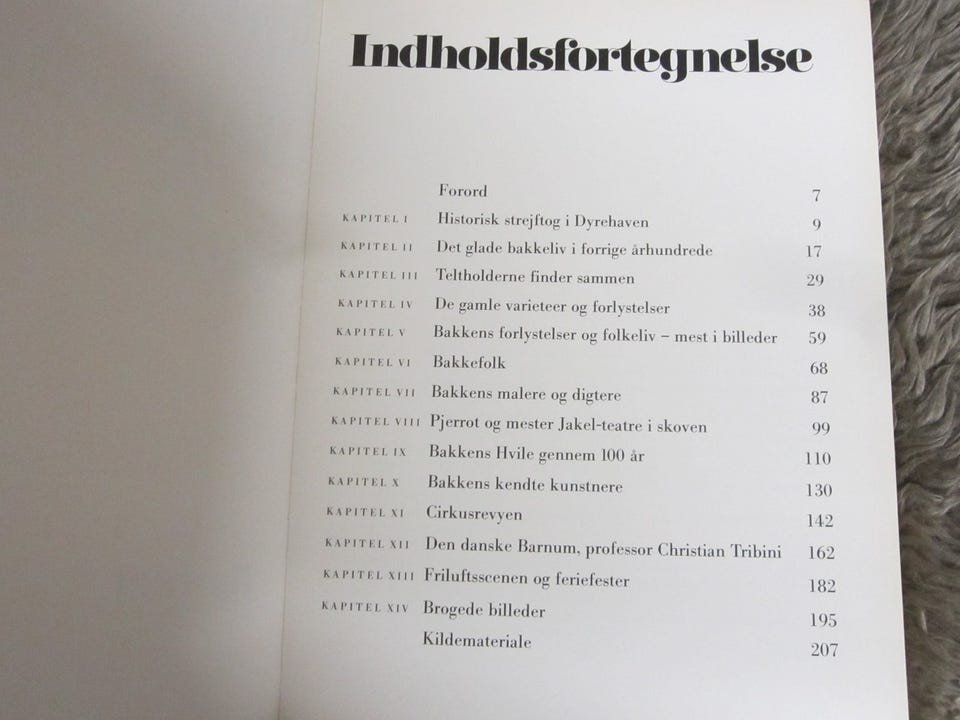 Indholdsfortegnelse
Forord 7
KAPITEL I Historisk strejftog i Dyrehaven 9
KAPITEL II Det glade bakkeliv i forrige århundrede 17
KAPITEL III Teltholderne finder sammen 29
KAPITEL IV De gamle varieteer og forlystelser 38
KAPITEL V Bakkens forlystelser og folkeliv – mest i billeder 59
KAPITEL VI Bakkefolk 68
KAPITEL VII Bakkens malere og digtere 87
KAPITEL VIII Pjerrot og mester Jakel-teatre i skoven 99
KAPITEL IX Bakkens Hvile gennem 100 år 110
KAPITEL X Bakkens kendte kunstnere 130
KAPITEL XI Cirkusrevyen 142
KAPITEL XII Den danske Barnum, professor Christian Tribini 162
KAPITEL XIII Friluftsscenen og feriefester 182
KAPITEL XIV Brogede billeder 195
Kildemateriale 207